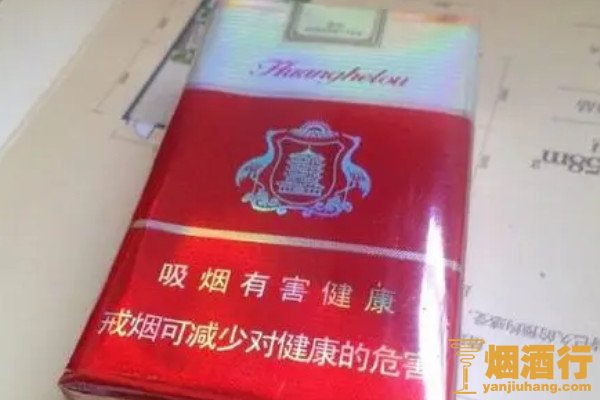 Huanghelou
吸烟有害健康
戒烟可减少对健康的危害
58m²
烟酒行
yanjiuhang.com